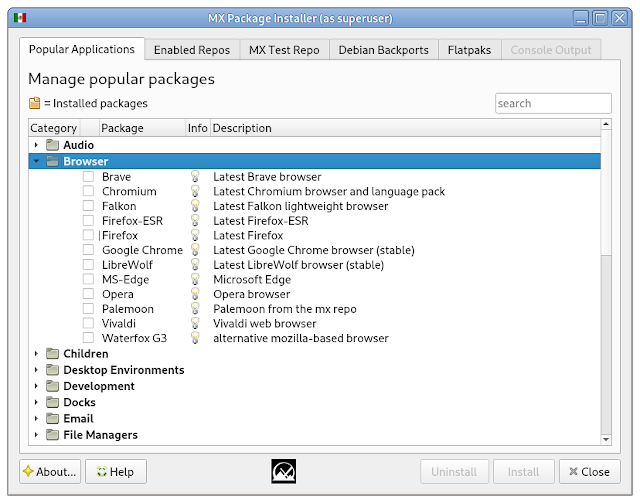 MX Package Installer (as superuser)
Popular Applications Enabled Repos MX Test Repo Debian Backports Flatpaks Console Output
Manage popular packages
= Installed packages search
Category Package Info Description
Audio
Browser
Brave Latest Brave browser
Chromium Latest Chromium browser and language pack
Falkon Latest Falkon lightweight browser
Firefox-ESR Latest Firefox-ESR
Firefox Latest Firefox
Google Chrome Latest Google Chrome browser (stable)
LibreWolf Latest LibreWolf browser (stable)
MS-Edge Microsoft Edge
Opera Opera browser
Palemoon Palemoon from the mx repo
Vivaldi Vivaldi web browser
Waterfox G3 alternative mozilla-based browser
Children
Desktop Environments
Development
Docks
Email
File Managers
About... Help Uninstall Install Close